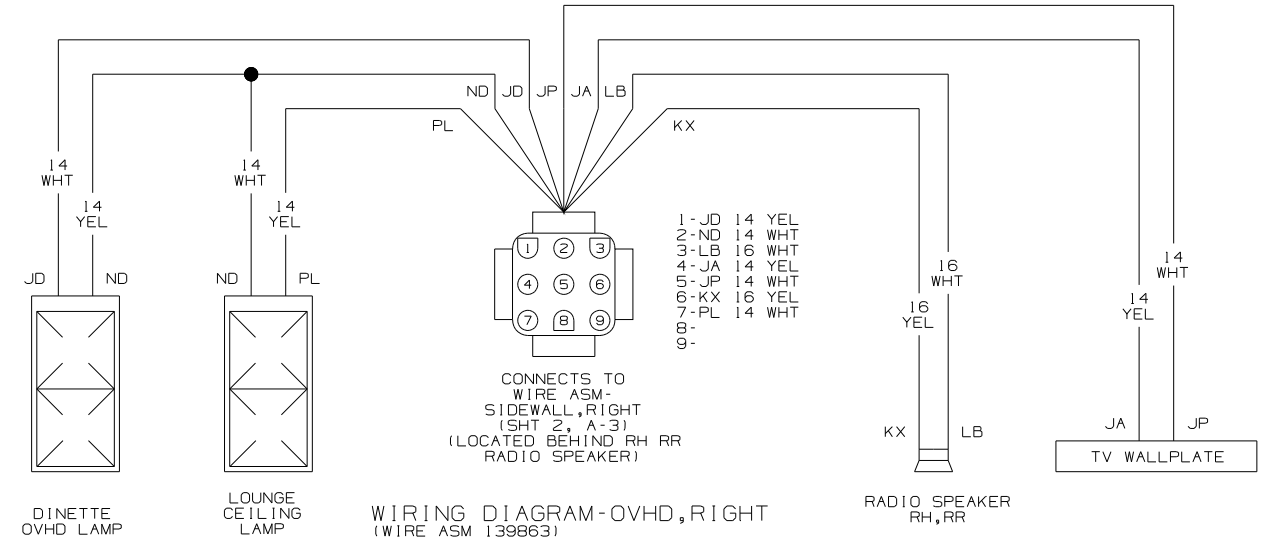 ND JD JP JA LB
PL
KX
14
WHT
14
YEL
14
WHT
14
YEL
JD
ND
ND
PL
1 2 3
4 5 6
7 8 9
1-JD 14 YEL
2-ND 14 WHT
3-LB 16 WHT
4-JA 14 YEL
5-JP 14 WHT
6-KX 16 YEL
7-PL 14 WHT
8-
9-
16
WHT
16
YEL
14
WHT
14
YEL
CONNECTS TO
WIRE ASM-
SIDEWALL,RIGHT
(SHT 2, A-3)
(LOCATED BEHIND RH RR
RADIO SPEAKER)
KX
LB
JA
JP
TV WALLPLATE
DINETTE
OVHD LAMP
LOUNGE
CEILING
LAMP
RADIO SPEAKER
RH,RR
WIRING DIAGRAM-OVHD,RIGHT
(WIRE ASM 139863)